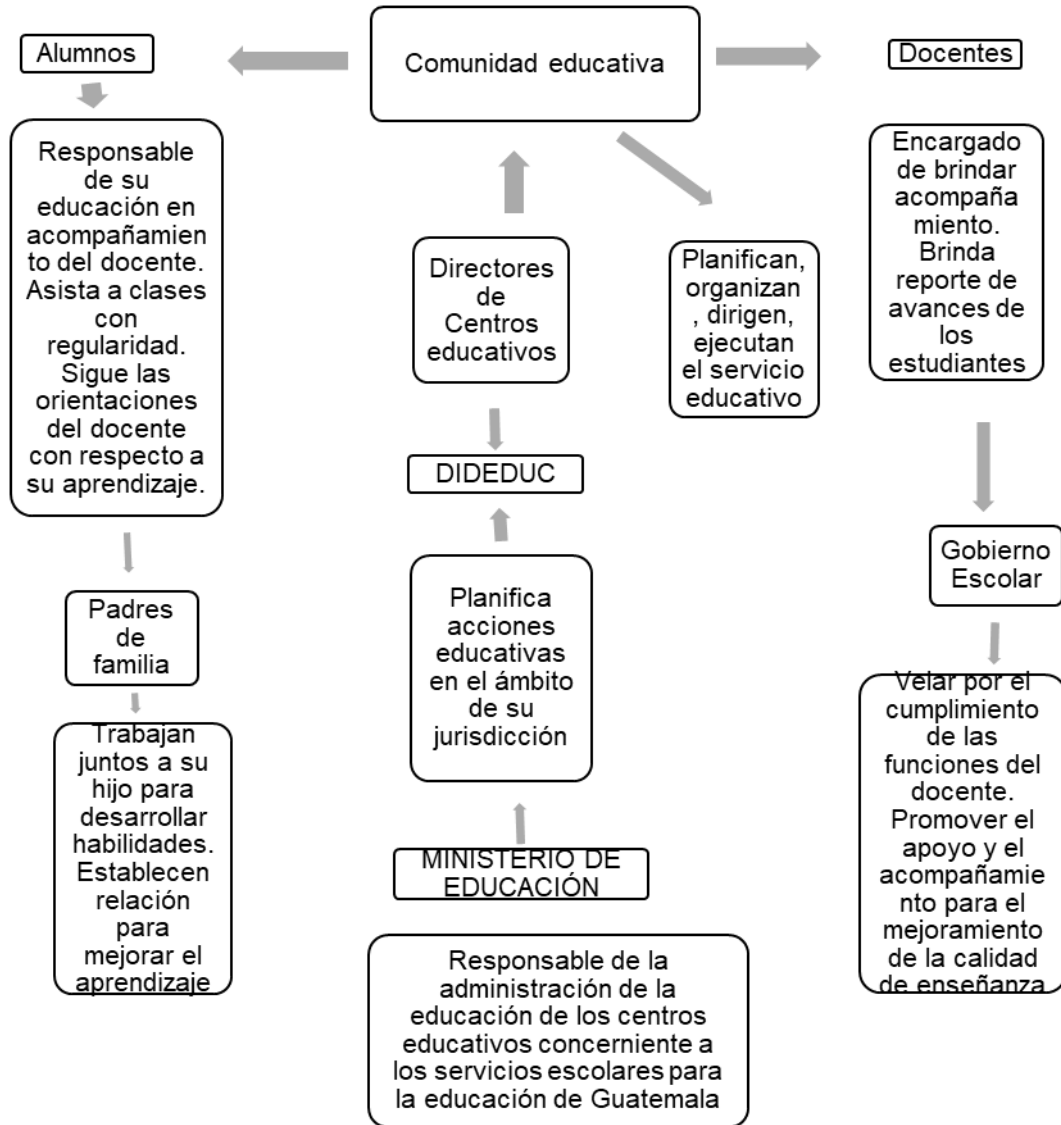 Comunidad educativa
Alumnos
Responsable
de su
educación en
acompañamien
to del docente.
Asista a clases
con
regularidad.
Sigue las
orientaciones
del docente
con respecto a
su aprendizaje.
Padres
de
familia
Trabajan
juntos a su
hijo para
desarrollar
habilidades.
Establecen
relación
para
mejorar el
aprendizaje
Directores
de
Centros
educativos
DIDEDUC
Planifica
acciones
educativas
en el ámbito
de su
jurisdicción
MINISTERIO DE
EDUCACIÓN
Responsable de la
administración de la
educación de los centros
educativos concerniente a
los servicios escolares para
la educación de Guatemala
Planifican,
organizan
, dirigen,
ejecutan
el servicio
educativo
Docentes
Encargado
de brindar
acompaña
miento.
Brinda
reporte de
avances de
los
estudiantes
Gobierno
Escolar
Velar por el
cumplimiento
de las
funciones del
docente.
Promover el
apoyo y el
acompañamie
nto para el
mejoramiento
de la calidad
de enseñanza